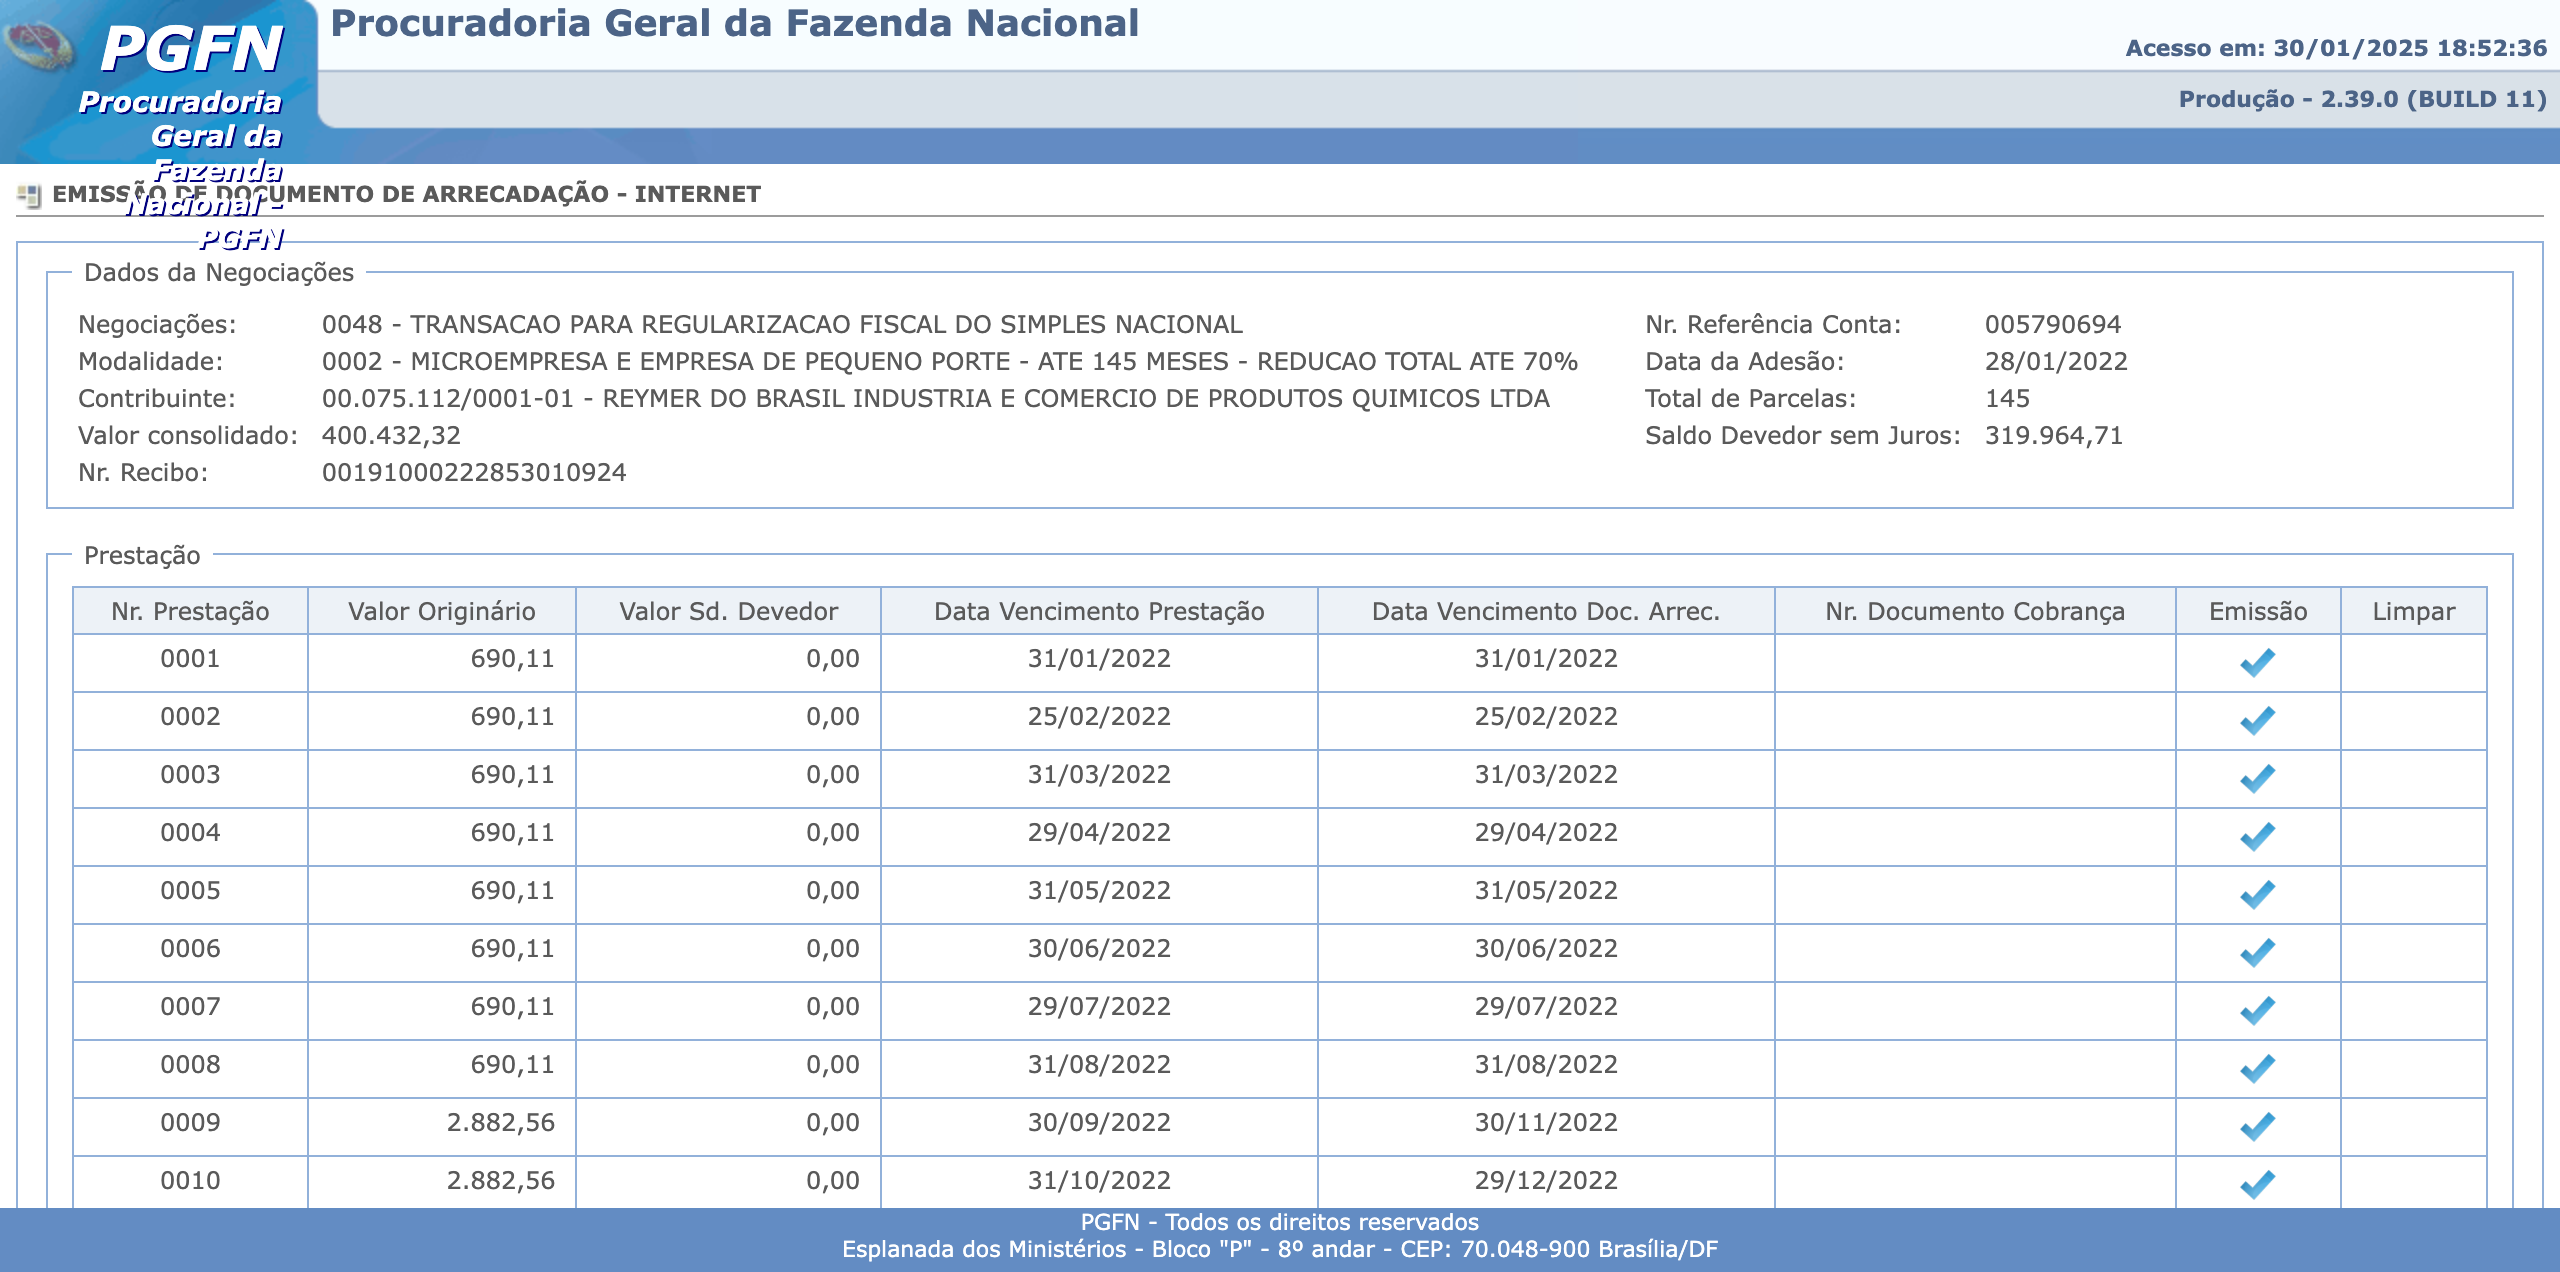 PGFN
Procuradoria
Geral da
Fazenda
Nacional -
PGFN
Procuradoria Geral da Fazenda Nacional
Acesso em: 30/01/2025 18:52:36
Produção - 2.39.0 (BUILD 11)
EMISSÃO DE DOCUMENTO DE ARRECADAÇÃO - INTERNET
Dados da Negociações
Negociações: 0048 - TRANSACAO PARA REGULARIZACAO FISCAL DO SIMPLES NACIONAL Nr. Referência Conta: 005790694
Modalidade: 0002 - MICROEMPRESA E EMPRESA DE PEQUENO PORTE - ATE 145 MESES - REDUCAO TOTAL ATE 70% Data da Adesão: 28/01/2022
Contribuinte: 00.075.112/0001-01 - REYMER DO BRASIL INDUSTRIA E COMERCIO DE PRODUTOS QUIMICOS LTDA Total de Parcelas: 145
Valor consolidado: 400.432,32 Saldo Devedor sem Juros: 319.964,71
Nr. Recibo: 00191000222853010924
Prestação
Nr. Prestação Valor Originário Valor Sd. Devedor Data Vencimento Prestação Data Vencimento Doc. Arrec. Nr. Documento Cobrança Emissão Limpar
0001 690,11 0,00 31/01/2022 31/01/2022
0002 690,11 0,00 25/02/2022 25/02/2022
0003 690,11 0,00 31/03/2022 31/03/2022
0004 690,11 0,00 29/04/2022 29/04/2022
0005 690,11 0,00 31/05/2022 31/05/2022
0006 690,11 0,00 30/06/2022 30/06/2022
0007 690,11 0,00 29/07/2022 29/07/2022
0008 690,11 0,00 31/08/2022 31/08/2022
0009 2.882,56 0,00 30/09/2022 30/11/2022
0010 2.882,56 0,00 31/10/2022 29/12/2022
PGFN - Todos os direitos reservados
Esplanada dos Ministérios - Bloco "P" - 8º andar - CEP: 70.048-900 Brasília/DF